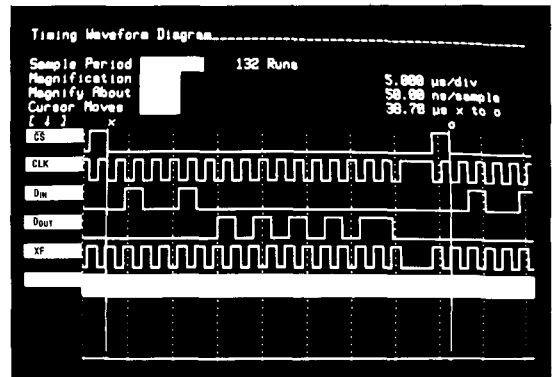 Timing Waveform Diagram
Sample Period 132 Runs
Magnification 5.000 µs/div
Magnify About 50.00 ns/sample
Cursor Moves 38.70 µs x to o
[ ↓ ] x o
CS
CLK
DIN
DOUT
XF